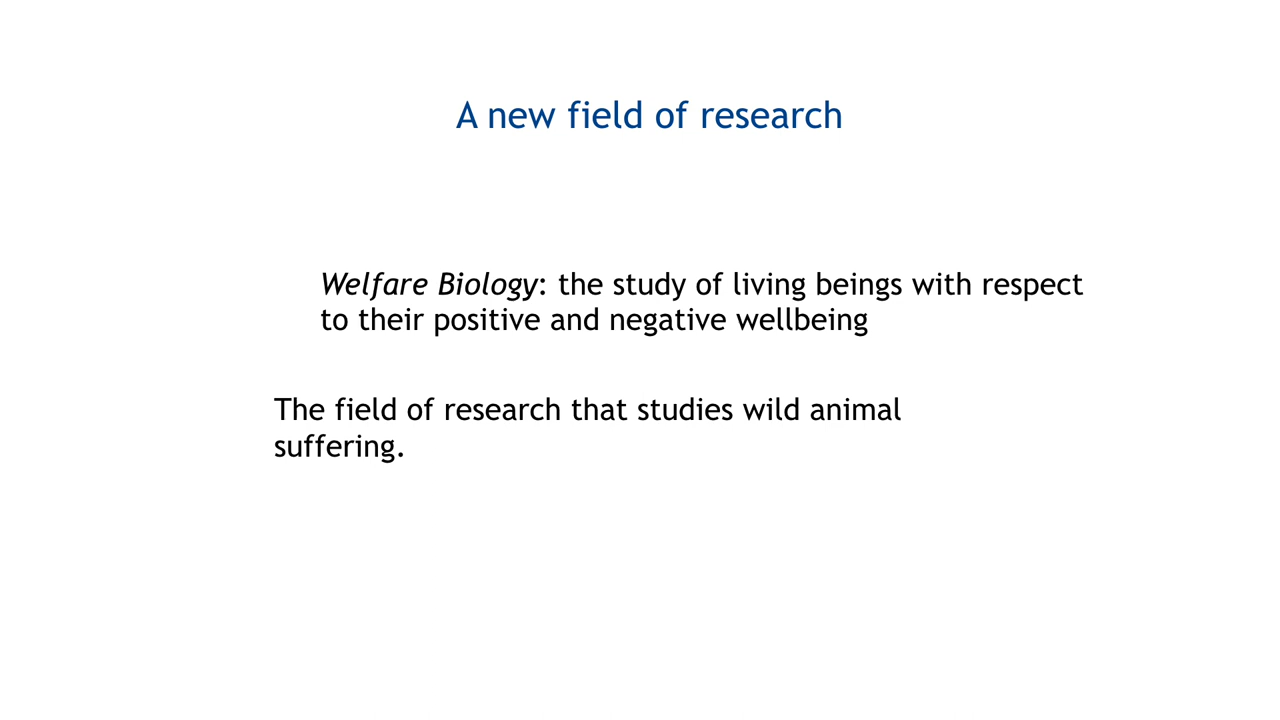 A new field of research
Welfare Biology: the study of living beings with respect
to their positive and negative wellbeing
The field of research that studies wild animal
suffering.